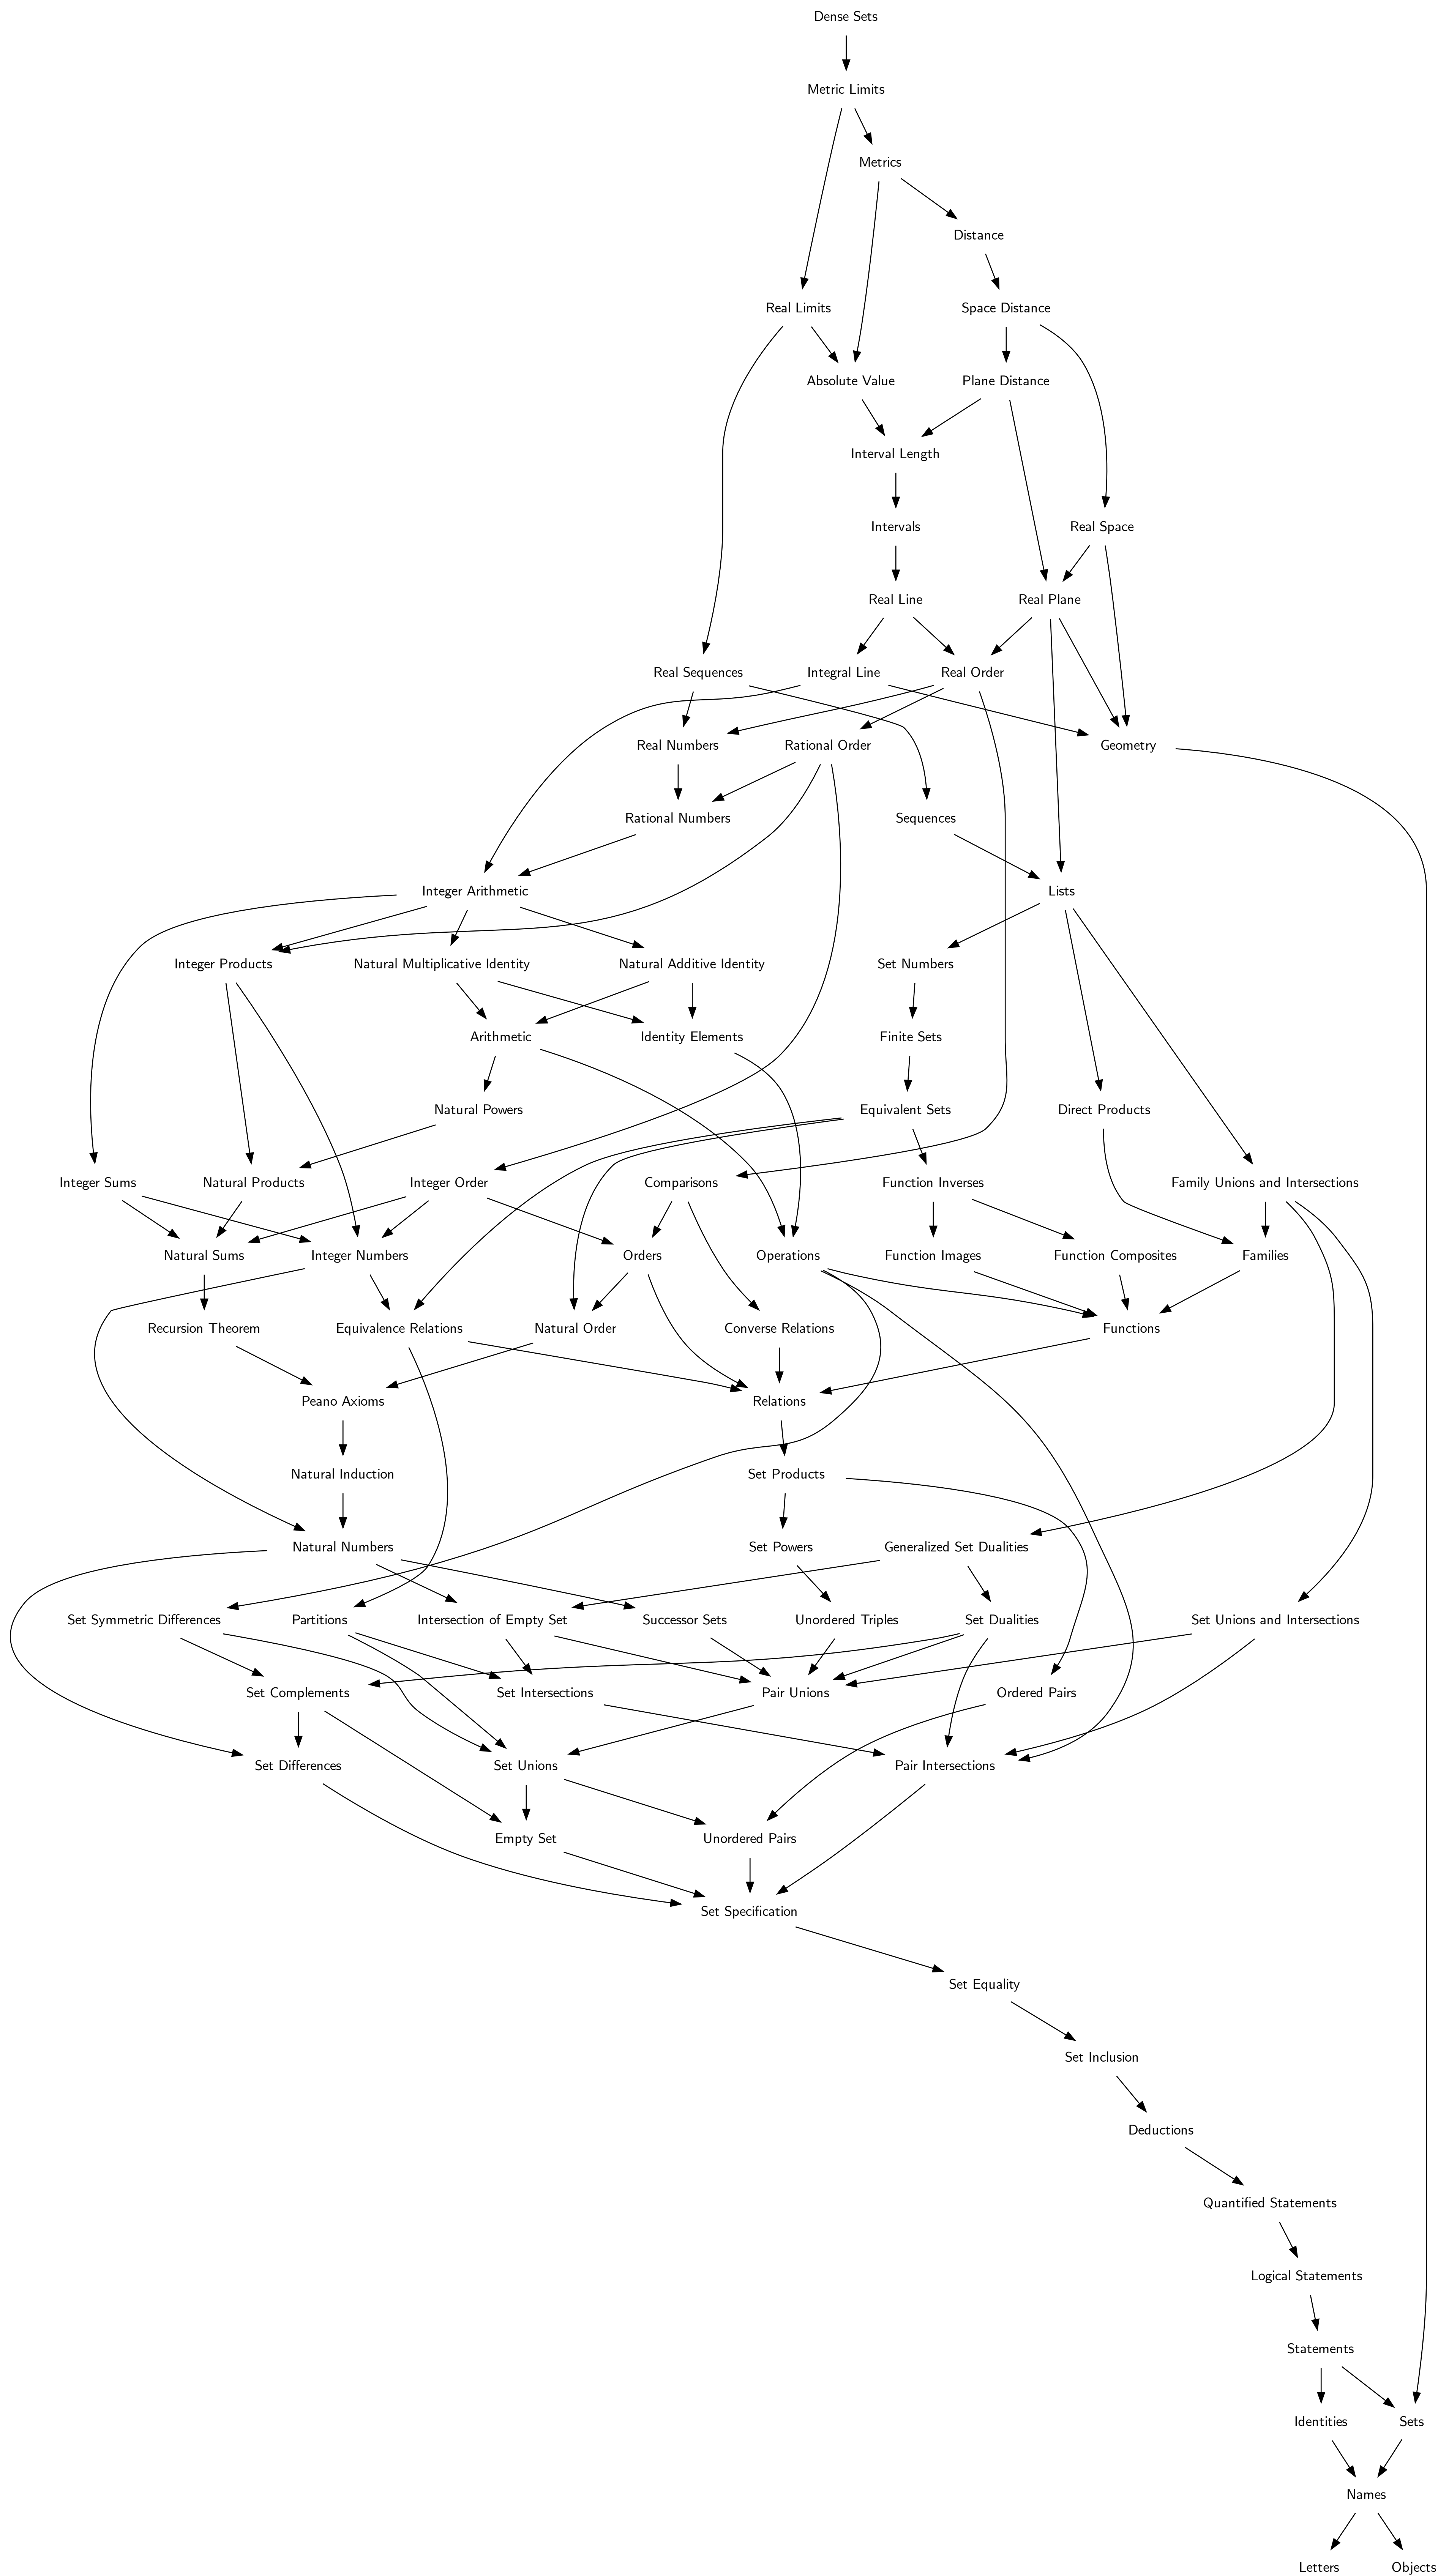 Dense Sets
Metric Limits
Metrics
Distance
Real Limits
Space Distance
Absolute Value
Plane Distance
Interval Length
Intervals
Real Space
Real Line
Real Plane
Real Sequences
Integral Line
Real Order
Real Numbers
Rational Order
Geometry
Rational Numbers
Sequences
Integer Arithmetic
Lists
Integer Products
Natural Multiplicative Identity
Natural Additive Identity
Set Numbers
Arithmetic
Identity Elements
Finite Sets
Natural Powers
Equivalent Sets
Direct Products
Integer Sums
Natural Products
Integer Order
Comparisons
Function Inverses
Family Unions and Intersections
Natural Sums
Integer Numbers
Orders
Operations
Function Images
Function Composites
Families
Recursion Theorem
Equivalence Relations
Natural Order
Converse Relations
Functions
Peano Axioms
Relations
Natural Induction
Set Products
Natural Numbers
Set Powers
Generalized Set Dualities
Set Symmetric Differences
Partitions
Intersection of Empty Set
Successor Sets
Unordered Triples
Set Dualities
Set Unions and Intersections
Set Complements
Set Intersections
Pair Unions
Ordered Pairs
Set Differences
Set Unions
Pair Intersections
Empty Set
Unordered Pairs
Set Specification
Set Equality
Set Inclusion
Deductions
Quantified Statements
Logical Statements
Statements
Identities
Sets
Names
Letters
Objects